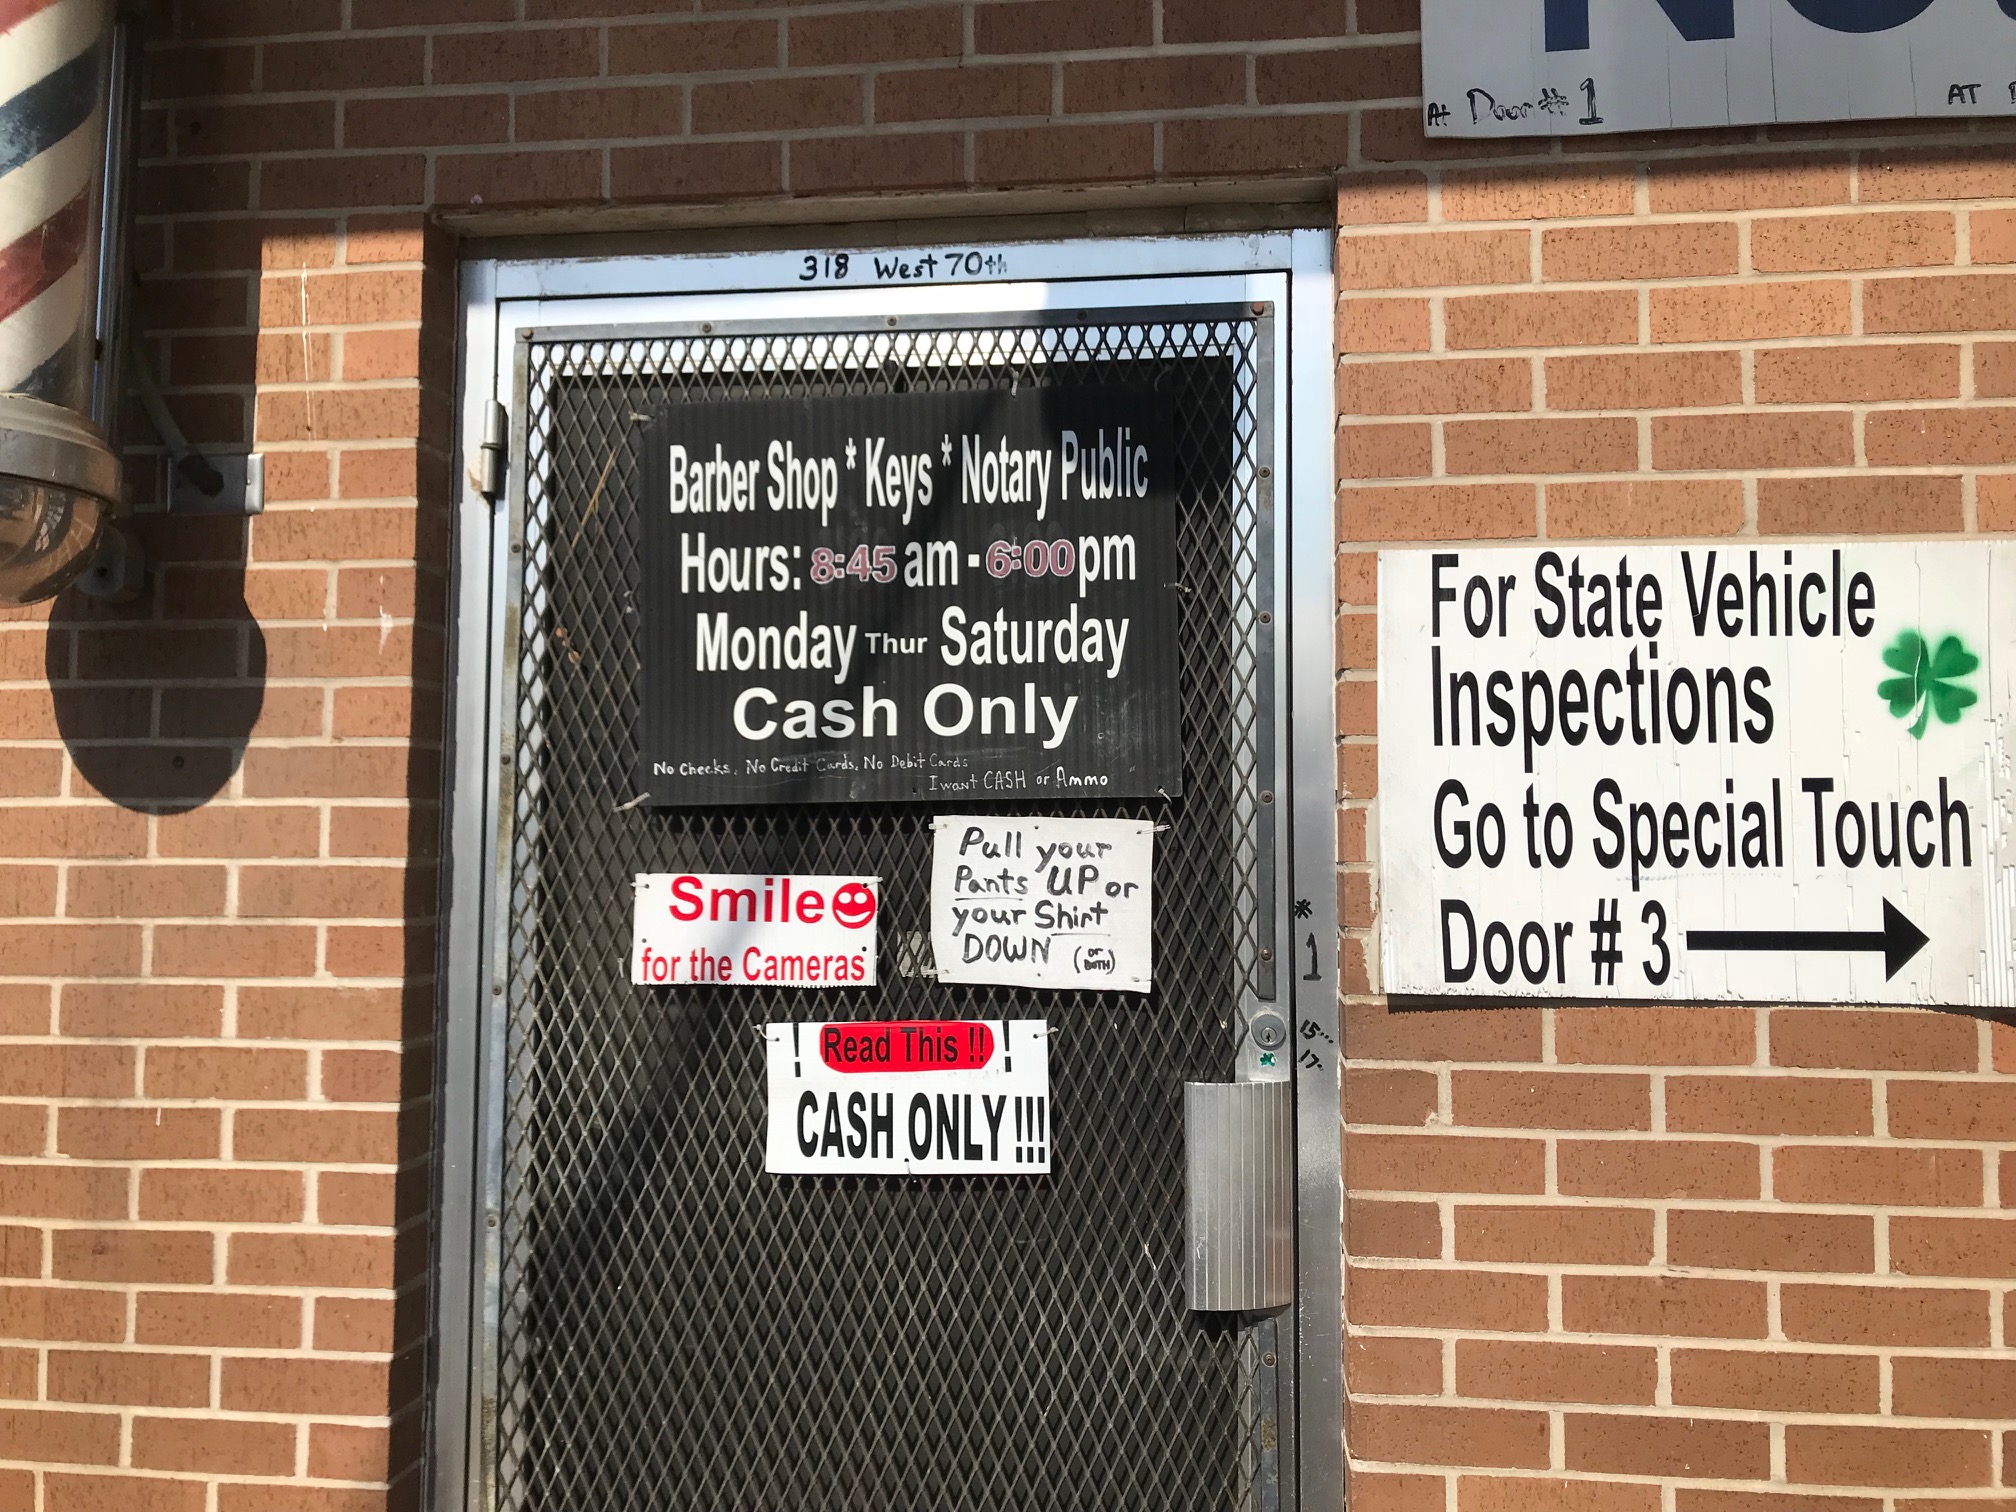 At Door # 1
AT
318 West 70th
Barber Shop * Keys * Notary Public
Hours: 8:45 am - 6:00 pm
Monday Thur Saturday
Cash Only
No Checks, No Credit Cards, No Debit Cards
I want CASH or Ammo
Pull your
Pants UP or
your Shirt
DOWN (OR BOTH)
Smile
for the Cameras
! Read This !! !
CASH ONLY!!!
* 1
15...
17.
For State Vehicle
Inspections
Go to Special Touch
Door # 3